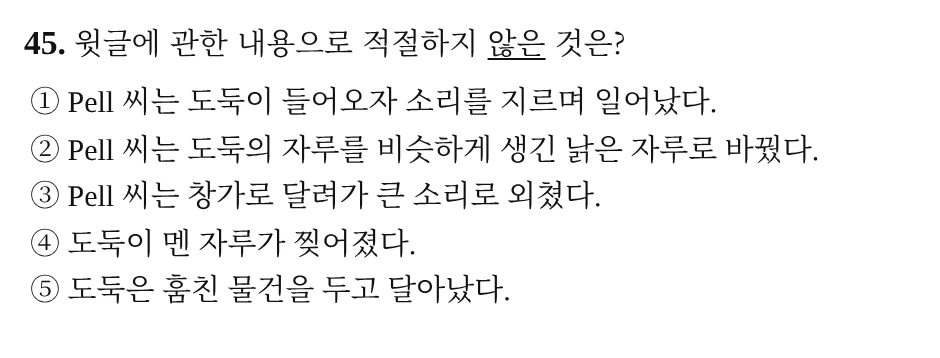 45. 윗글에 관한 내용으로 적절하지 않은 것은?
① Pell 씨는 도둑이 들어오자 소리를 지르며 일어났다.
② Pell 씨는 도둑의 자루를 비슷하게 생긴 낡은 자루로 바꿨다.
③ Pell 씨는 창가로 달려가 큰 소리로 외쳤다.
④ 도둑이 멘 자루가 찢어졌다.
⑤ 도둑은 훔친 물건을 두고 달아났다.